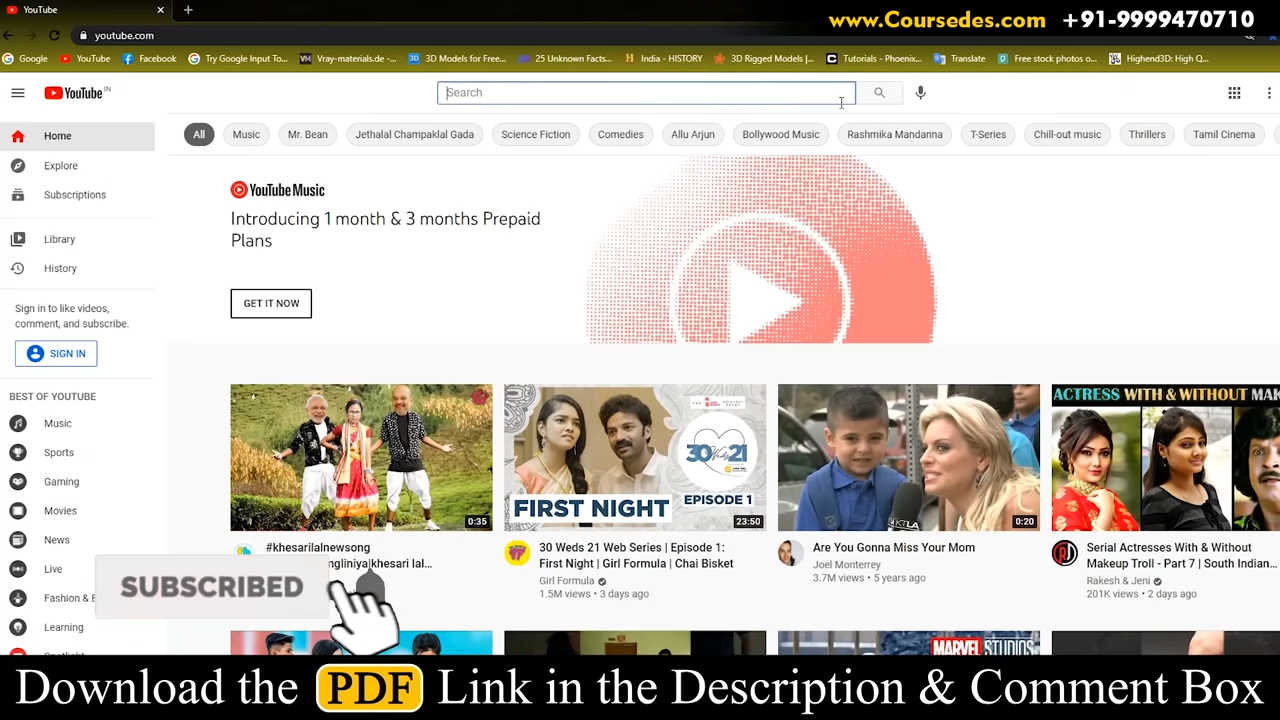 YouTube
www.Coursedes.com +91-9999470710
youtube.com
Google YouTube Facebook Try Google Input To... Vray-materials.de -... 3D Models for Free... 25 Unknown Facts... India - HISTORY 3D Rigged Models |... Tutorials - Phoenix... Translate Free stock photos o... Highend3D: High Q...
YouTube IN
Search
All Music Mr. Bean Jethalal Champaklal Gada Science Fiction Comedies Allu Arjun Bollywood Music Rashmika Mandanna T-Series Chill-out music Thrillers Tamil Cinema
Home
Explore
Subscriptions
Library
History
Sign in to like videos,
comment, and subscribe.
SIGN IN
BEST OF YOUTUBE
Music
Sports
Gaming
Movies
News
Live
Fashion & B
Learning
YouTube Music
Introducing 1 month & 3 months Prepaid
Plans
GET IT NOW
0:35
#khesarilalnewsong
mgliniya|khesari lal...
30 Weds 21
FIRST NIGHT EPISODE 1
23:50
30 Weds 21 Web Series | Episode 1:
First Night | Girl Formula | Chai Bisket
Girl Formula
1.5M views • 3 days ago
0:20
Are You Gonna Miss Your Mom
Joel Monterrey
3.7M views • 5 years ago
ACTRESS WITH & WITHOUT MAK
Serial Actresses With & Without
Makeup Troll - Part 7 | South Indian...
Rakesh & Jeni
201K views • 2 days ago
MARVEL STUDIOS
SUBSCRIBED
Download the PDF Link in the Description & Comment Box